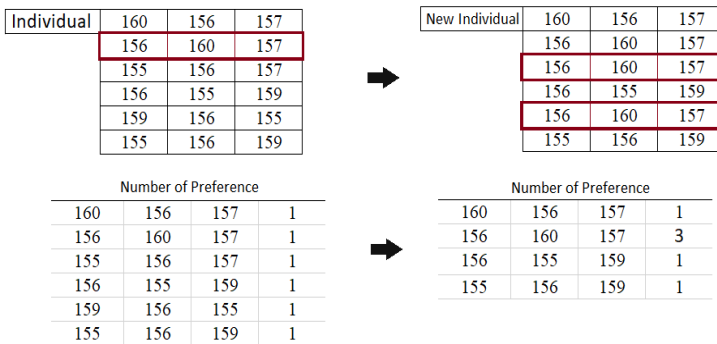 Individual 160 156 157
156 160 157
155 156 157
156 155 159
159 156 155
155 156 159
New Individual 160 156 157
156 160 157
156 160 157
156 155 159
156 160 157
155 156 159
Number of Preference
160 156 157 1
156 160 157 1
155 156 157 1
156 155 159 1
159 156 155 1
155 156 159 1
Number of Preference
160 156 157 1
156 160 157 3
156 155 159 1
155 156 159 1